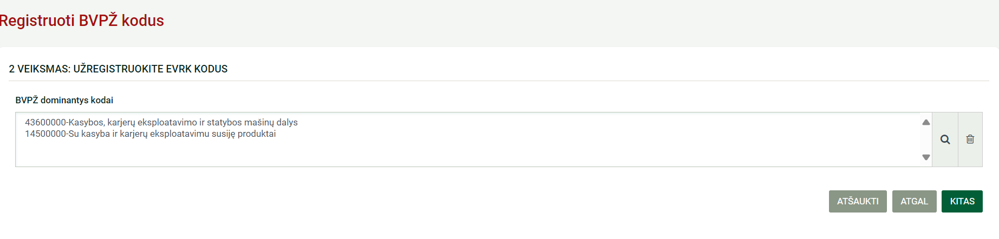 Registruoti BVPŽ kodus
2 VEIKSMAS: UŽREGISTRUOKITE EVRK KODUS
BVPŽ dominantys kodai
43600000-Kasybos, karjerų eksploatavimo ir statybos mašinų dalys
14500000-Su kasyba ir karjerų eksploatavimu susiję produktai
ATŠAUKTI ATGAL KITAS